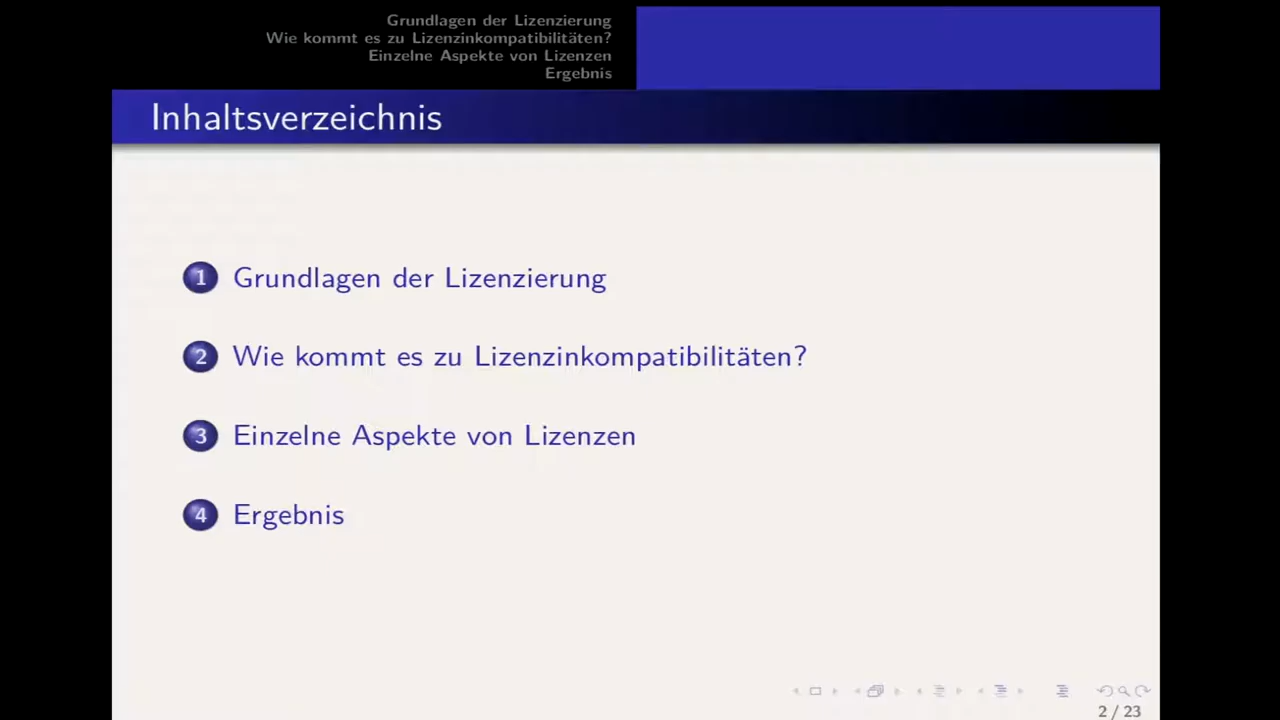 Grundlagen der Lizenzierung
Wie kommt es zu Lizenzinkompatibilitäten?
Einzelne Aspekte von Lizenzen
Ergebnis
Inhaltsverzeichnis
1 Grundlagen der Lizenzierung
2 Wie kommt es zu Lizenzinkompatibilitäten?
3 Einzelne Aspekte von Lizenzen
4 Ergebnis
2 / 23